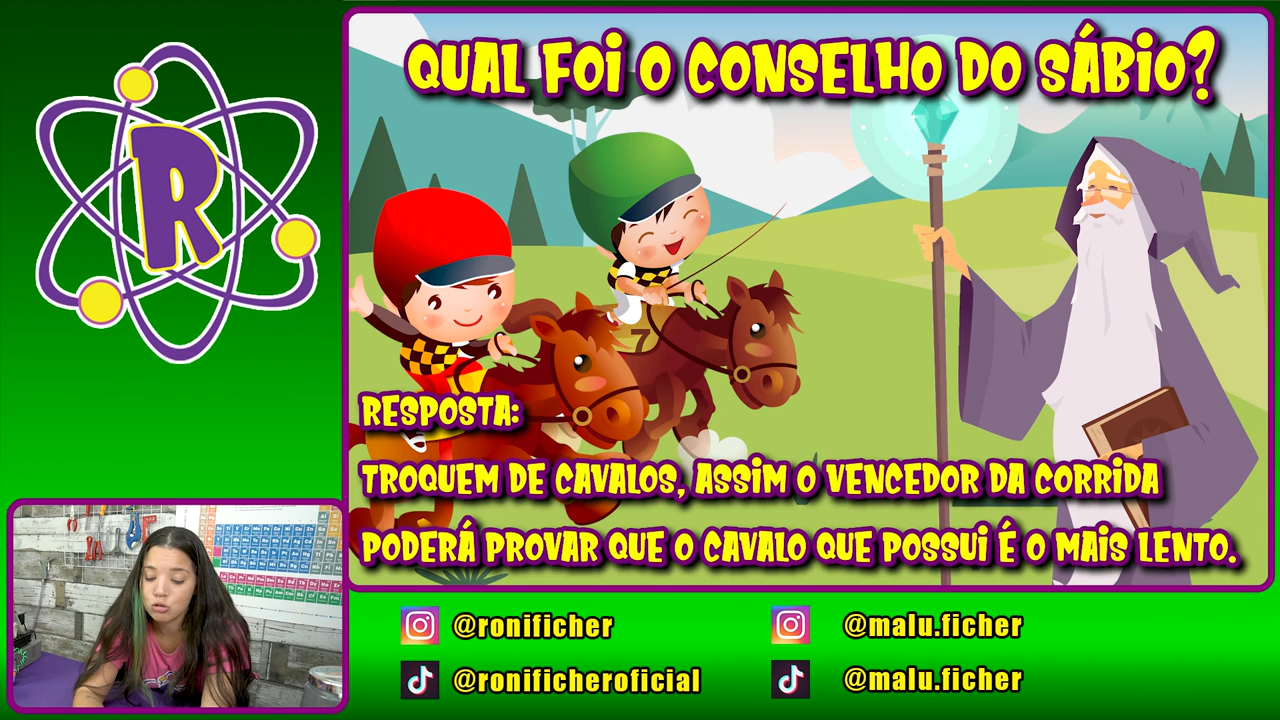 QUAL FOI O CONSELHO DO SÁBIO?
R
7
RESPOSTA:
TROQUEM DE CAVALOS, ASSIM O VENCEDOR DA CORRIDA
PODERÁ PROVAR QUE O CAVALO QUE POSSUI É O MAIS LENTO.
@ronificher
@malu.ficher
@ronificheroficial
@malu.ficher